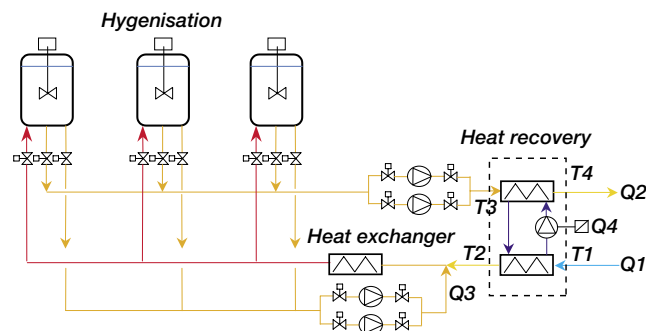 Hygenisation
Heat recovery
T4
Q2
T3
Q4
Heat exchanger
T2
T1
Q1
Q3